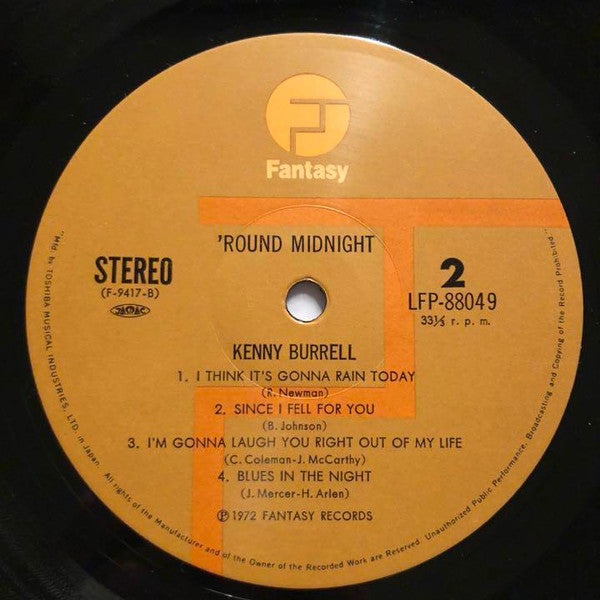 Fantasy
'ROUND MIDNIGHT
STEREO
(F-9417-B)
JASRAC
2
LFP-88049
33⅓ r. p. m.
KENNY BURRELL
1. I THINK IT'S GONNA RAIN TODAY
(R. Newman)
2. SINCE I FELL FOR YOU
(B. Johnson)
3. I'M GONNA LAUGH YOU RIGHT OUT OF MY LIFE
(C. Coleman-J. McCarthy)
4. BLUES IN THE NIGHT
(J. Mercer-H. Arlen)
℗ 1972 FANTASY RECORDS
"Mfd. by TOSHIBA MUSICAL INDUSTRIES, LTD. in Japan. All rights of the Manufacturer and of the Owner of the Recorded Work are Reserved. Unauthorized Public Performance, Broadcasting and Copying of the Record Prohibited"